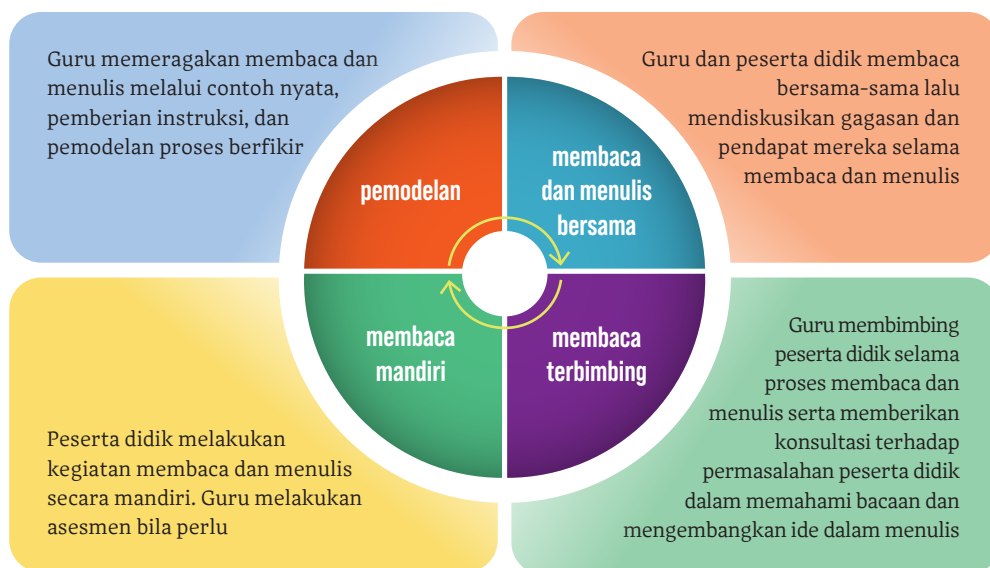 Guru memeragakan membaca dan
menulis melalui contoh nyata,
pemberian instruksi, dan
pemodelan proses berfikir
Guru dan peserta didik membaca
bersama-sama lalu
mendiskusikan gagasan dan
pendapat mereka selama
membaca dan menulis
pemodelan
membaca
dan menulis
bersama
membaca
mandiri
membaca
terbimbing
Peserta didik melakukan
kegiatan membaca dan menulis
secara mandiri. Guru melakukan
asesmen bila perlu
Guru membimbing
peserta didik selama
proses membaca dan
menulis serta memberikan
konsultasi terhadap
permasalahan peserta didik
dalam memahami bacaan dan
mengembangkan ide dalam menulis